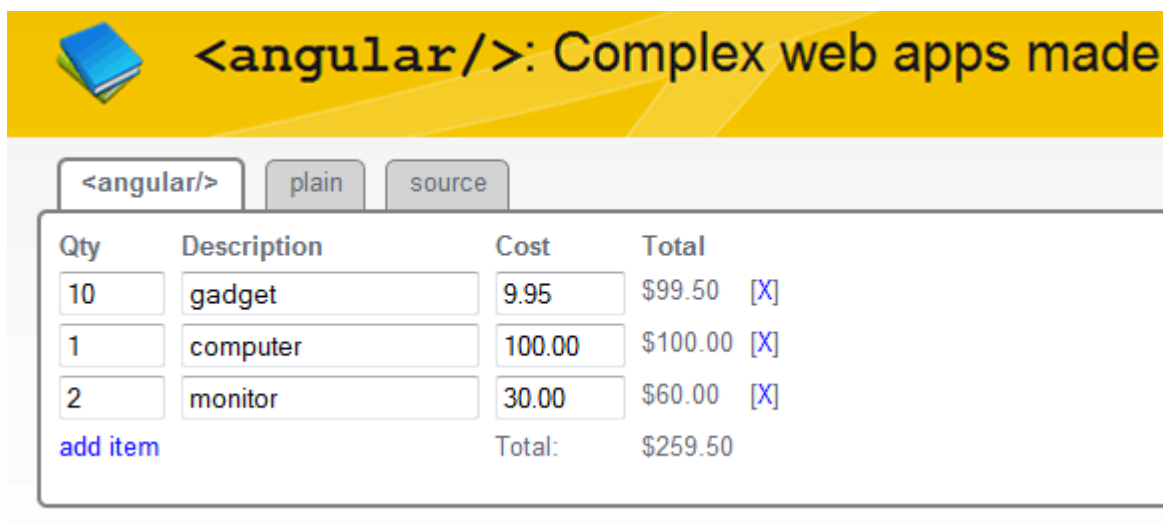 <angular/>: Complex web apps made
<angular/> plain source
Qty Description Cost Total
10 gadget 9.95 $99.50 [X]
1 computer 100.00 $100.00 [X]
2 monitor 30.00 $60.00 [X]
add item Total: $259.50